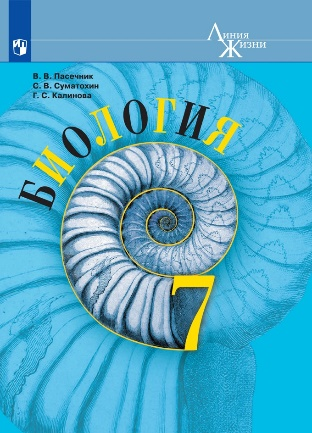 ЛИНИЯ
ЖИЗНИ
В. В. Пасечник
С. В. Суматохин
Г. С. Калинова
БИОЛОГИЯ
7